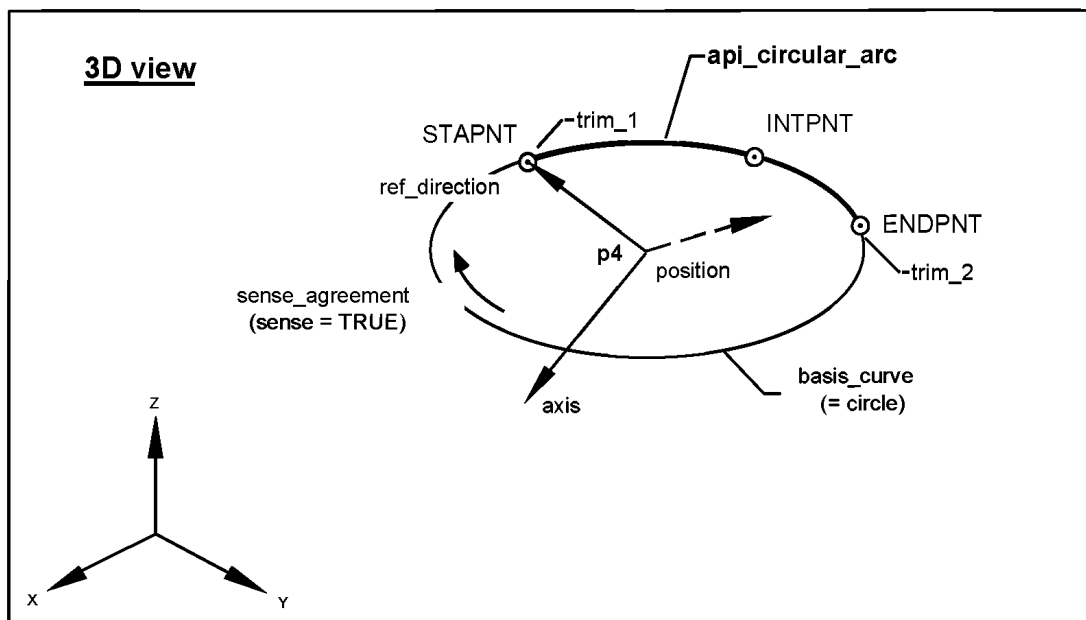 3D view
api_circular_arc
STAPNT
-trim_1
INTPNT
ref_direction
ENDPNT
p4
position
-trim_2
sense_agreement
(sense = TRUE)
basis_curve
(= circle)
axis
Z
X
Y